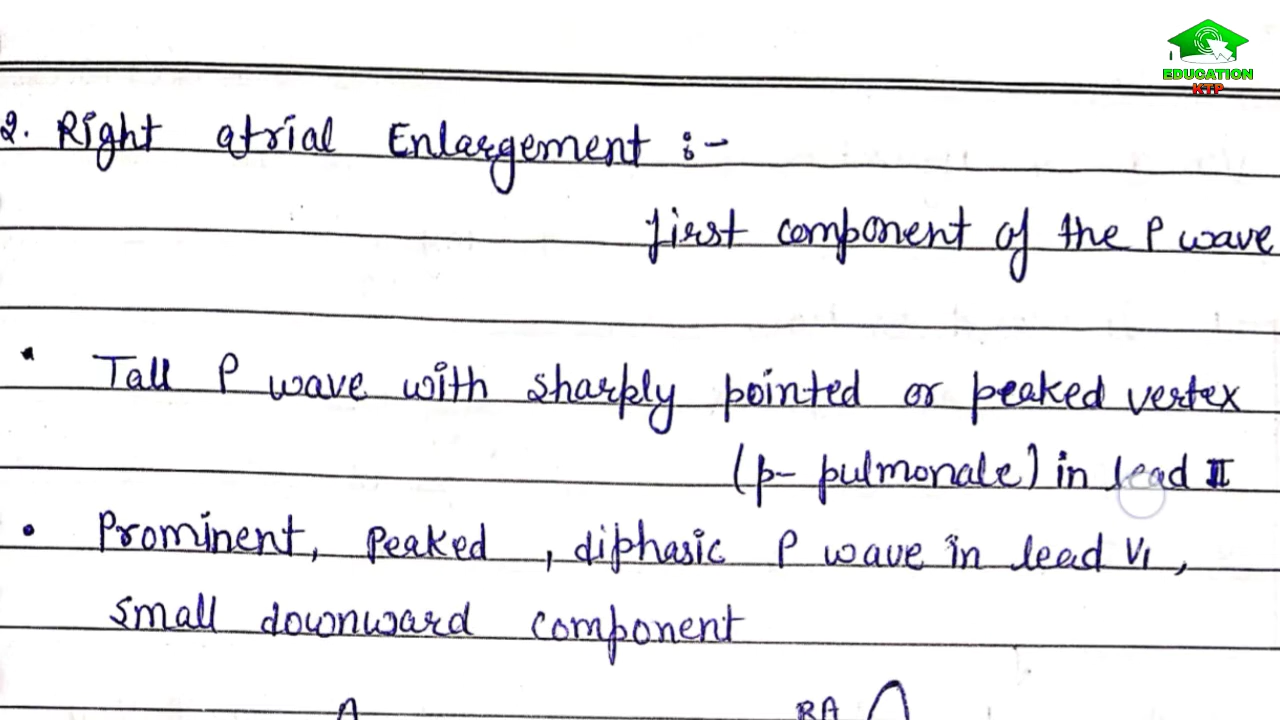 EDUCATION
KTP
2. Right atrial Enlargement :-
first component of the P wave
• Tall P wave with sharply pointed or peaked vertex
(p- pulmonale) in lead II
• Prominent, Peaked , diphasic P wave in lead V1 ,
small downward component
RA